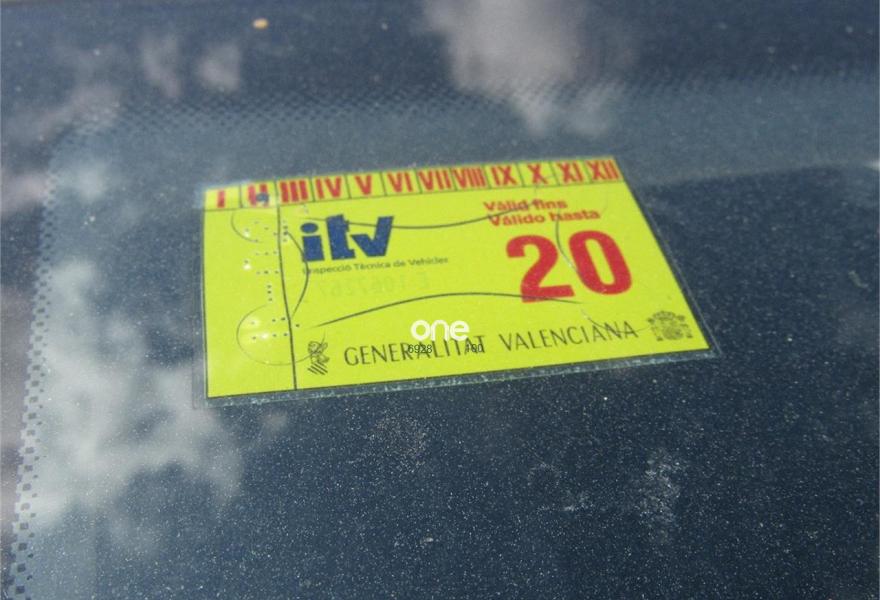 I II III IV V VI VII VIII IX X XI XII
itv
Inspecció Tècnica de Vehicles
Vàlid fins
Válido hasta
20
one
GENERALITAT VALENCIANA